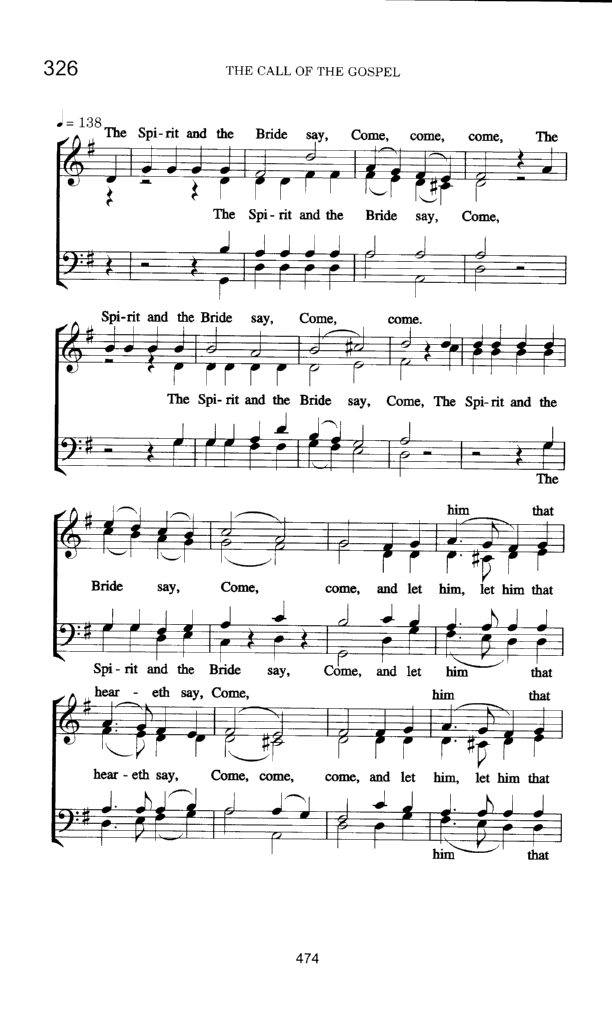 326
THE CALL OF THE GOSPEL
♩= 138
The Spi-rit and the Bride say, Come, come, come, The
The Spi-rit and the Bride say, Come,
Spi-rit and the Bride say, Come, come.
The Spi-rit and the Bride say, Come, The Spi-rit and the
The
him that
Bride say, Come, come, and let him, let him that
Spi-rit and the Bride say, Come, and let him that
hear - eth say, Come, him that
hear-eth say, Come, come, come, and let him, let him that
him that
474